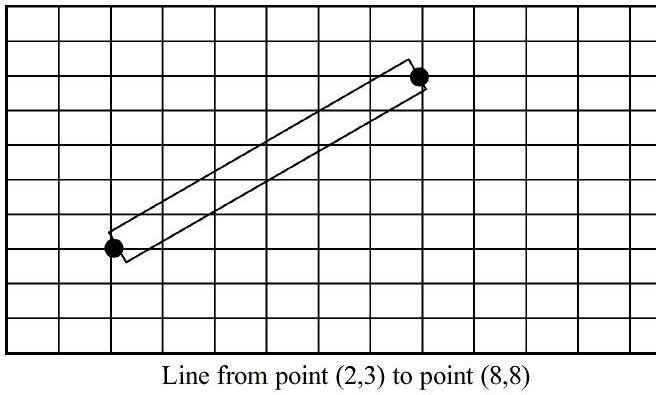 Line from point (2,3) to point (8,8)